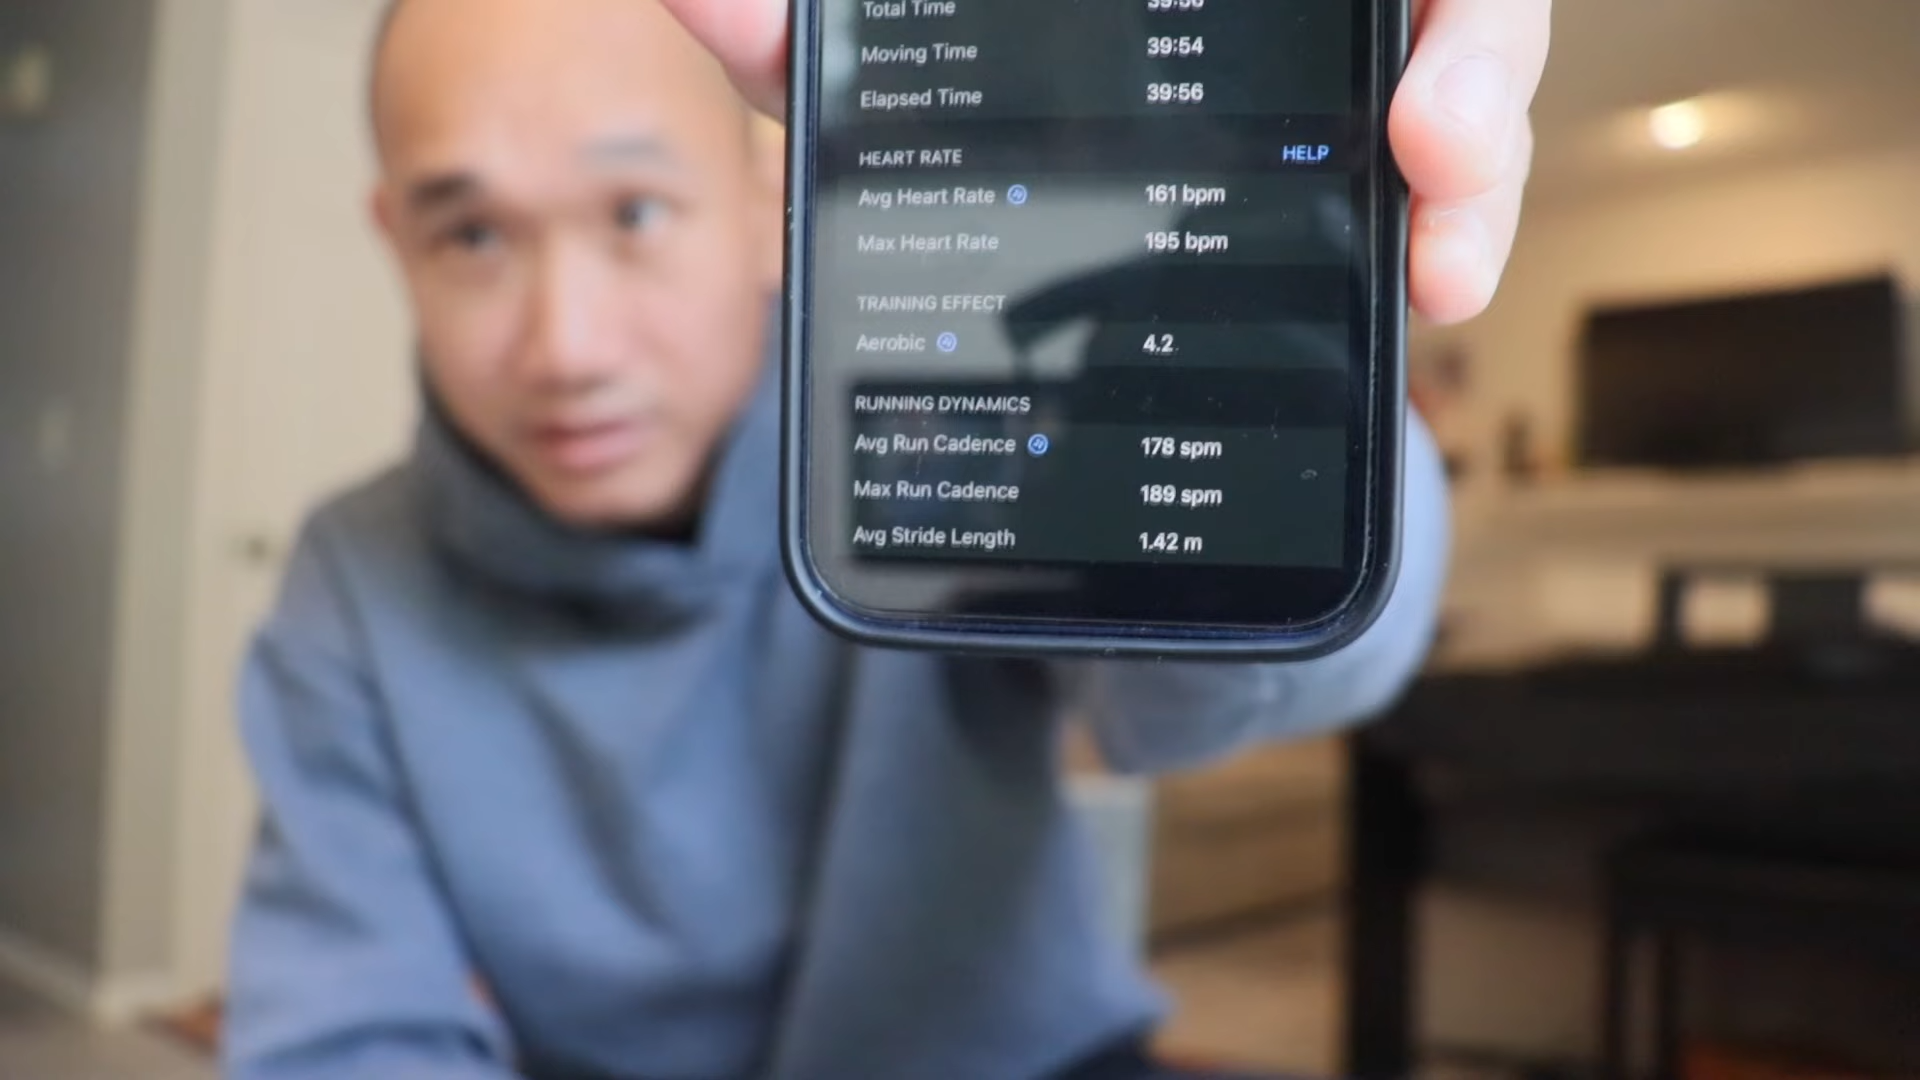 Total Time 39:56
Moving Time 39:54
Elapsed Time 39:56
HEART RATE HELP
Avg Heart Rate 161 bpm
Max Heart Rate 195 bpm
TRAINING EFFECT
Aerobic 4.2
RUNNING DYNAMICS
Avg Run Cadence 178 spm
Max Run Cadence 189 spm
Avg Stride Length 1.42 m